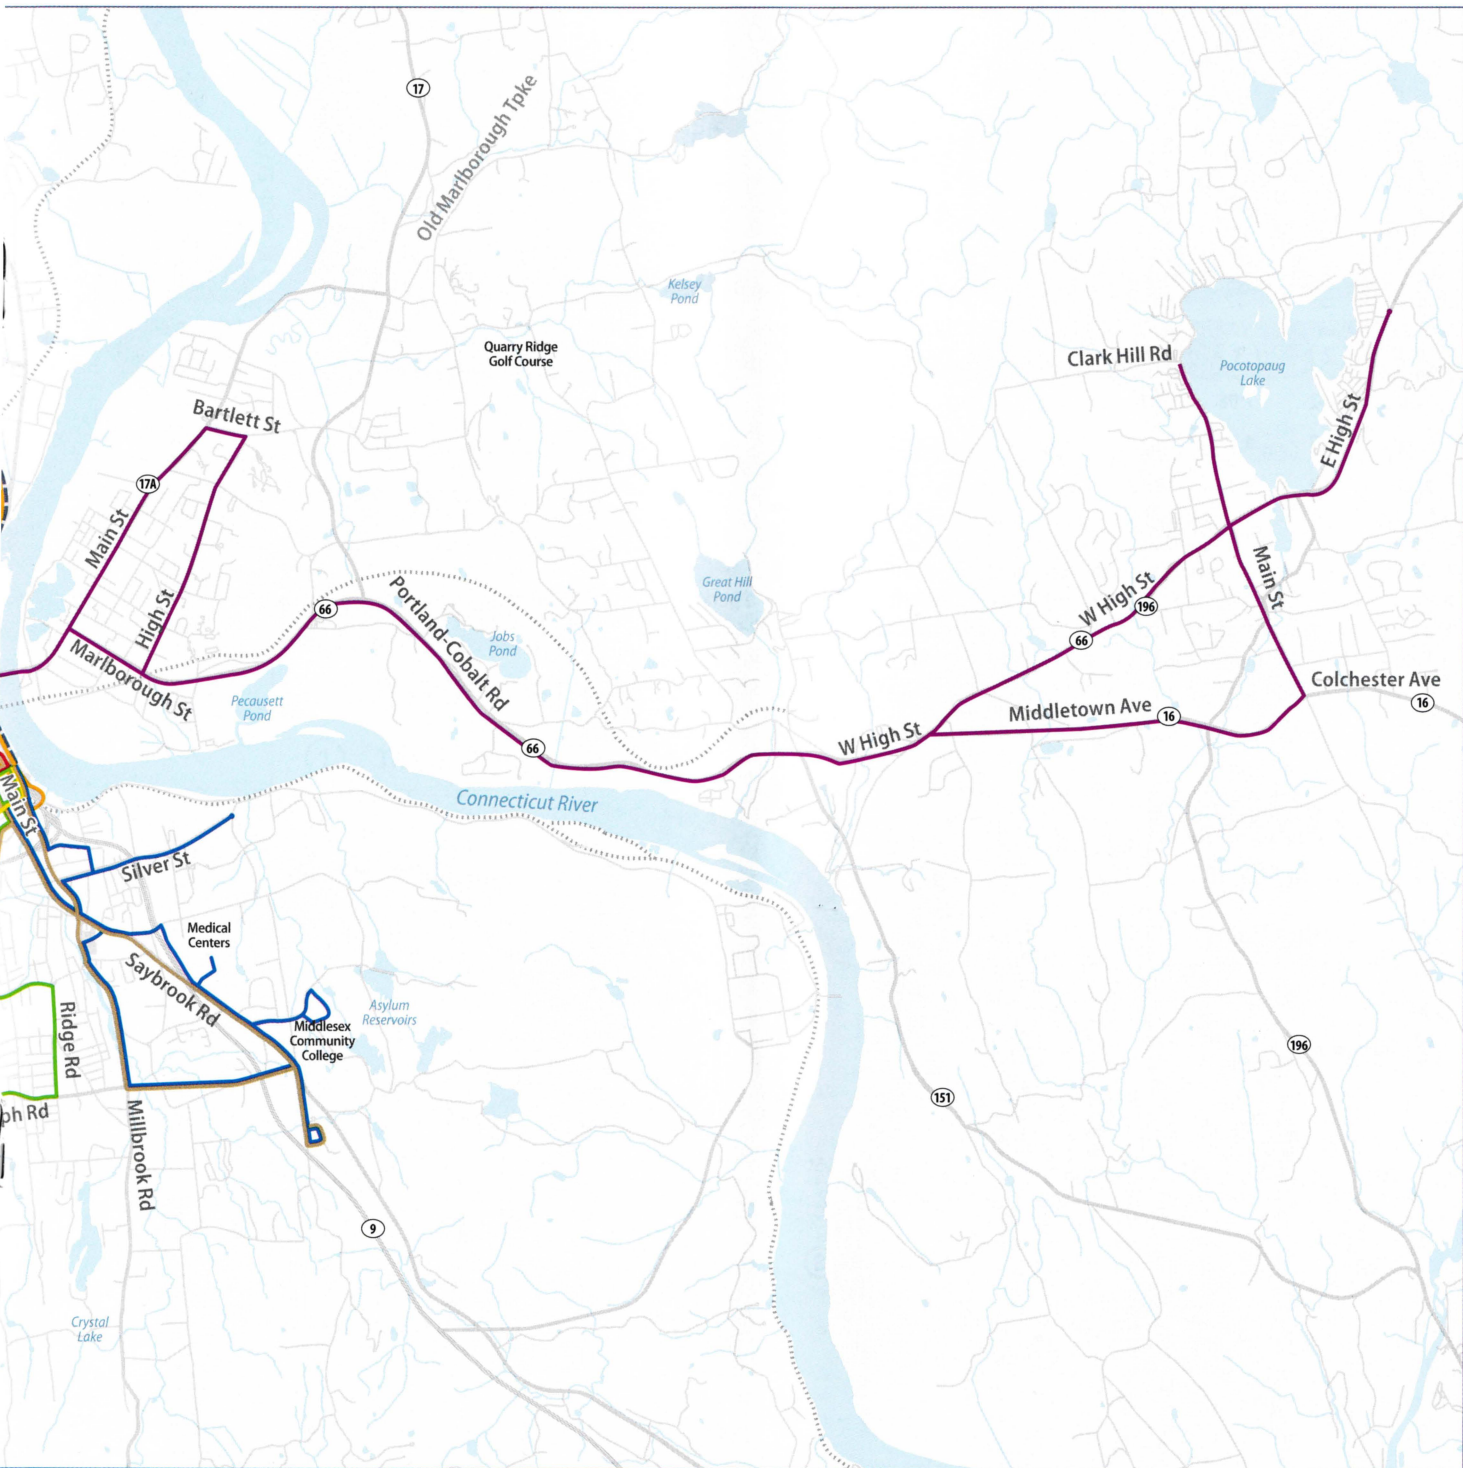 17
Old Marlborough Tpke
Kelsey
Pond
Quarry Ridge
Golf Course
Clark Hill Rd
Pocotopaug
Lake
Bartlett St
E High St
17A
Main St
High St
66
Portland-Cobalt Rd
Great Hill
Pond
Jobs
Pond
W High St
196
66
Main St
Marlborough St
Pecausett
Pond
Colchester Ave
16
Middletown Ave
16
W High St
66
Connecticut River
Main St
Silver St
Medical
Centers
Saybrook Rd
Asylum
Reservoirs
Middlesex
Community
College
Ridge Rd
ph Rd
Millbrook Rd
196
151
9
Crystal
Lake